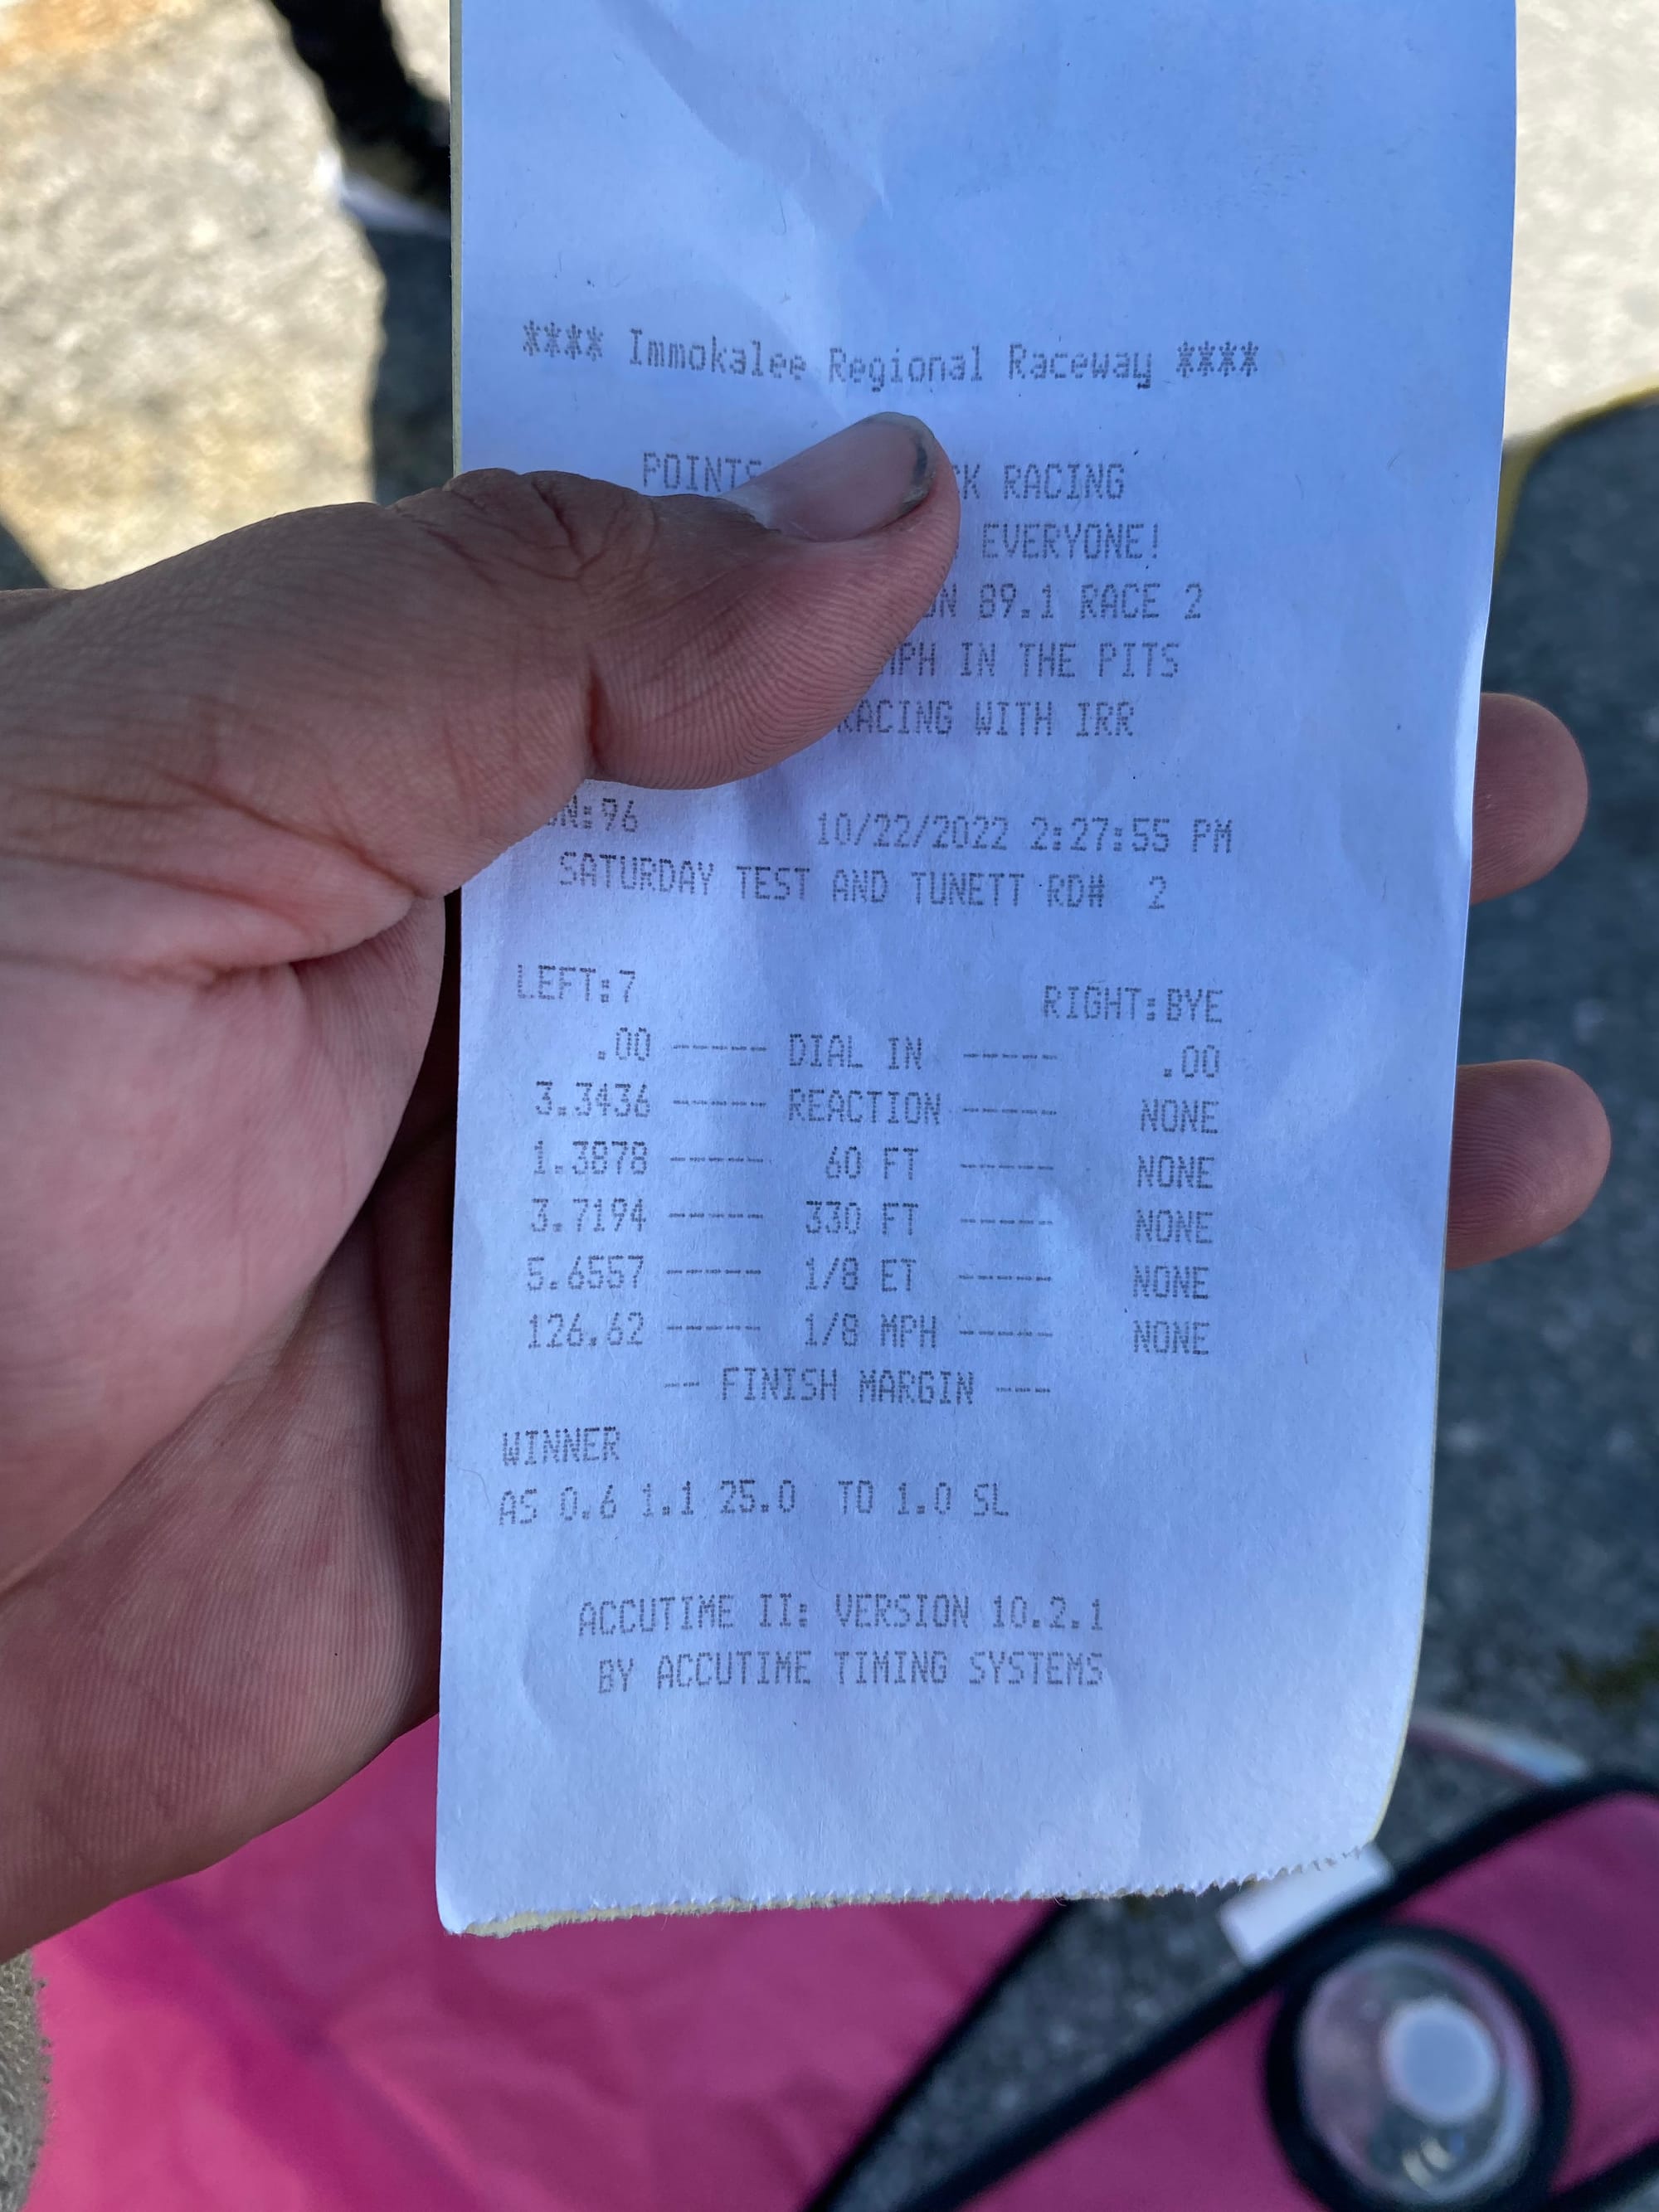 **** Immokalee Regional Raceway ****
POINTS RACING
EVERYONE!
89.1 RACE 2
IN THE PITS
RACING WITH IRR
10/22/2022 2:27:55 PM
SATURDAY TEST AND TUNETT RD# 2
LEFT:7 RIGHT:BYE
.00 ----- DIAL IN ----- .00
3.3436 ----- REACTION ----- NONE
1.3878 ----- 60 FT ----- NONE
3.7194 ----- 330 FT ----- NONE
5.6557 ----- 1/8 ET ----- NONE
126.62 ----- 1/8 MPH ----- NONE
--- FINISH MARGIN ---
WINNER
AS 0.6 1.1 25.0 TO 1.0 SL
ACCUTIME II: VERSION 10.2.1
BY ACCUTIME TIMING SYSTEMS